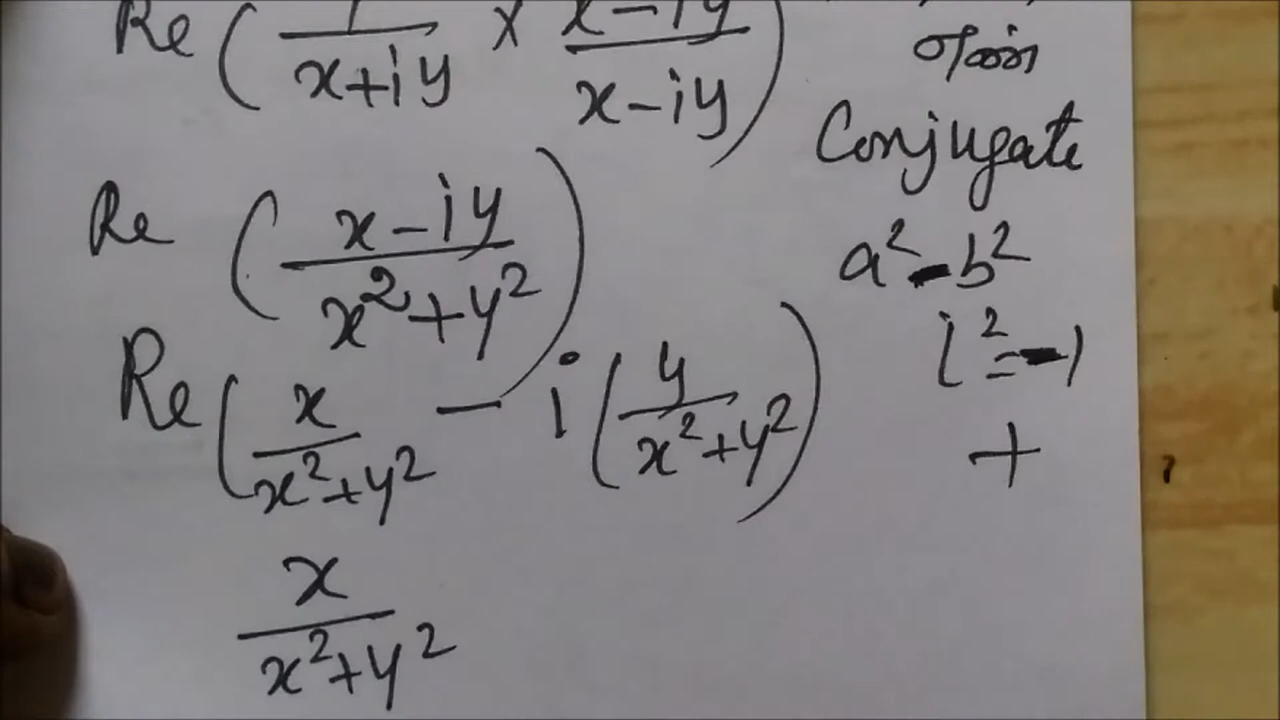 Re ( 1/(x+iy) × (x-iy)/(x-iy) )
Conjugate
Re ( (x-iy)/(x²+y²) )
a²-b²
i²=-1
Re ( x/(x²+y²) - i ( y/(x²+y²) )
+
x/(x²+y²)